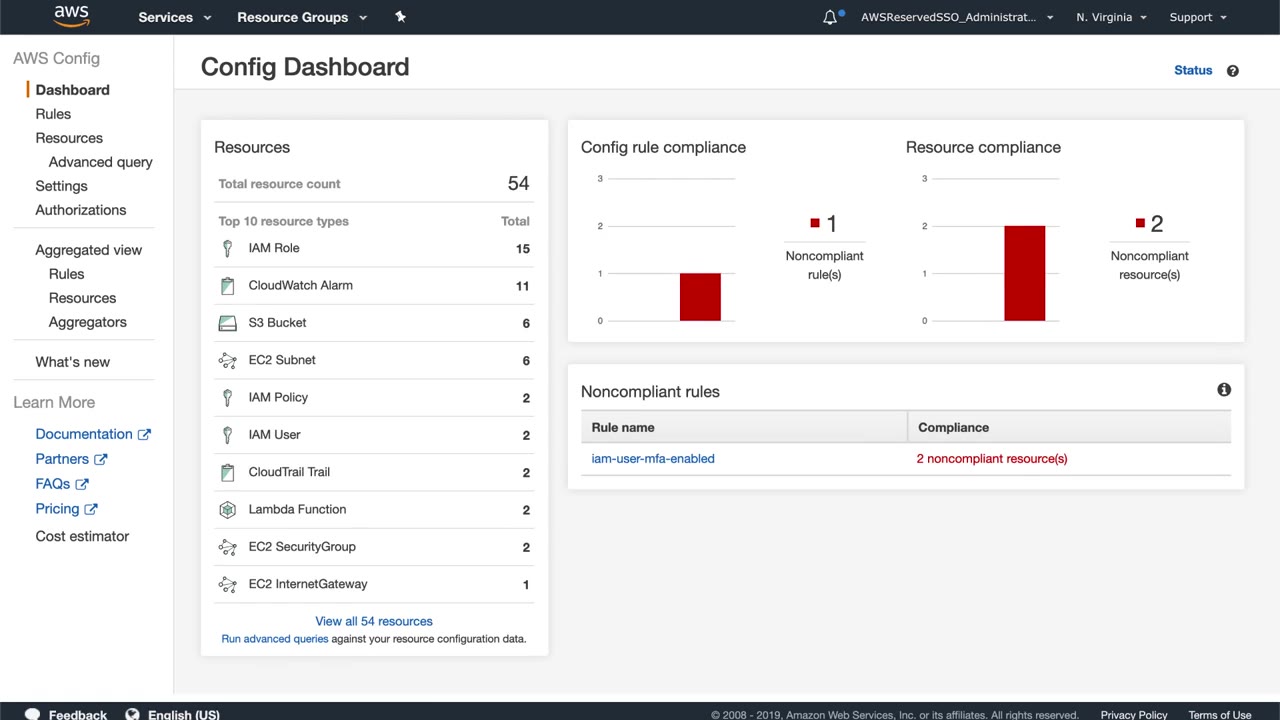 aws
Services
Resource Groups
AWSReservedSSO_Administrat...
N. Virginia
Support
AWS Config
Dashboard
Rules
Resources
Advanced query
Settings
Authorizations
Aggregated view
Rules
Resources
Aggregators
What's new
Learn More
Documentation
Partners
FAQs
Pricing
Cost estimator
Config Dashboard
Status
?
Resources
Total resource count 54
Top 10 resource types Total
IAM Role 15
CloudWatch Alarm 11
S3 Bucket 6
EC2 Subnet 6
IAM Policy 2
IAM User 2
CloudTrail Trail 2
Lambda Function 2
EC2 SecurityGroup 2
EC2 InternetGateway 1
View all 54 resources
Run advanced queries against your resource configuration data.
Config rule compliance
3
2
1
0
1
Noncompliant
rule(s)
Resource compliance
3
2
1
0
2
Noncompliant
resource(s)
Noncompliant rules
i
Rule name Compliance
iam-user-mfa-enabled 2 noncompliant resource(s)
Feedback
English (US)
© 2008 - 2019, Amazon Web Services, Inc. or its affiliates. All rights reserved.
Privacy Policy
Terms of Use